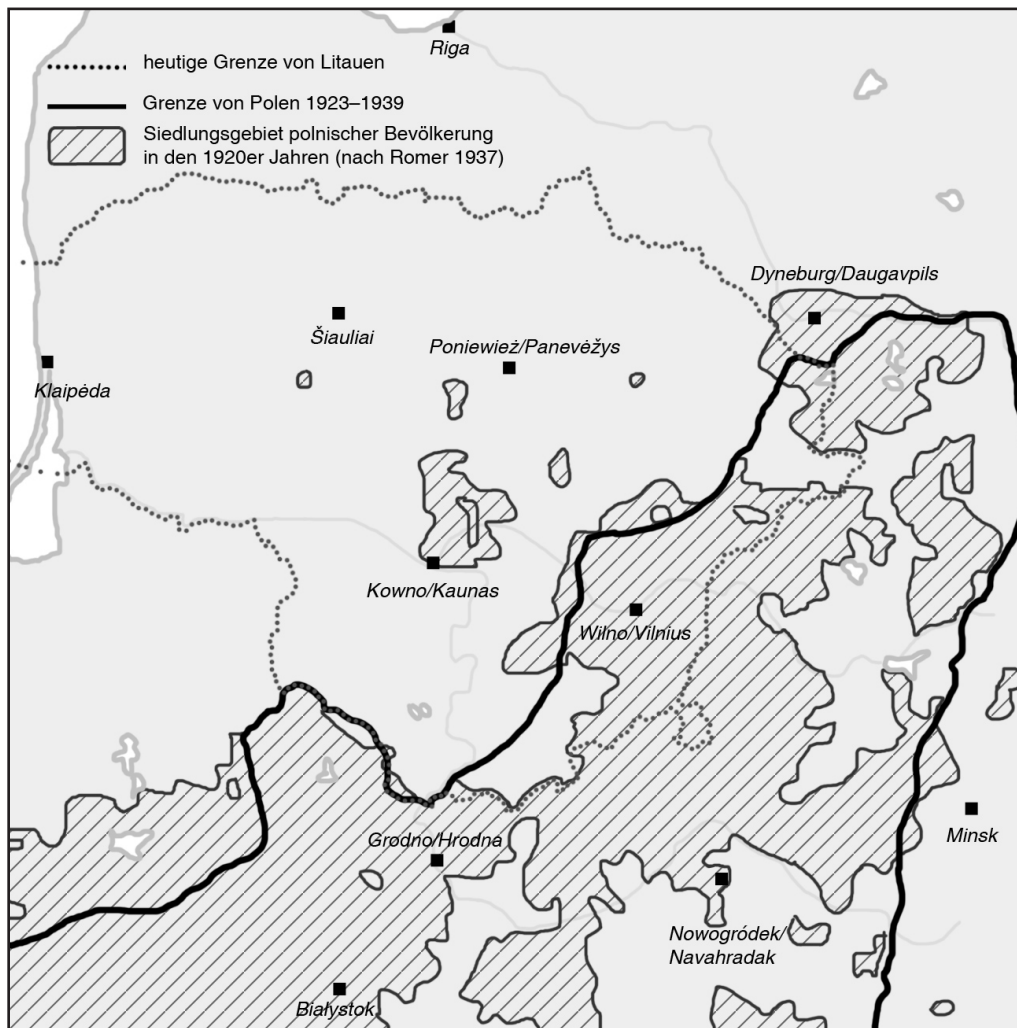 Riga
heutige Grenze von Litauen
Grenze von Polen 1923–1939
Siedlungsgebiet polnischer Bevölkerung
in den 1920er Jahren (nach Romer 1937)
Dyneburg/Daugavpils
Šiauliai
Poniewież/Panevėžys
Klaipėda
Kowno/Kaunas
Wilno/Vilnius
Minsk
Grodno/Hrodna
Nowogródek/
Navahradak
Białystok